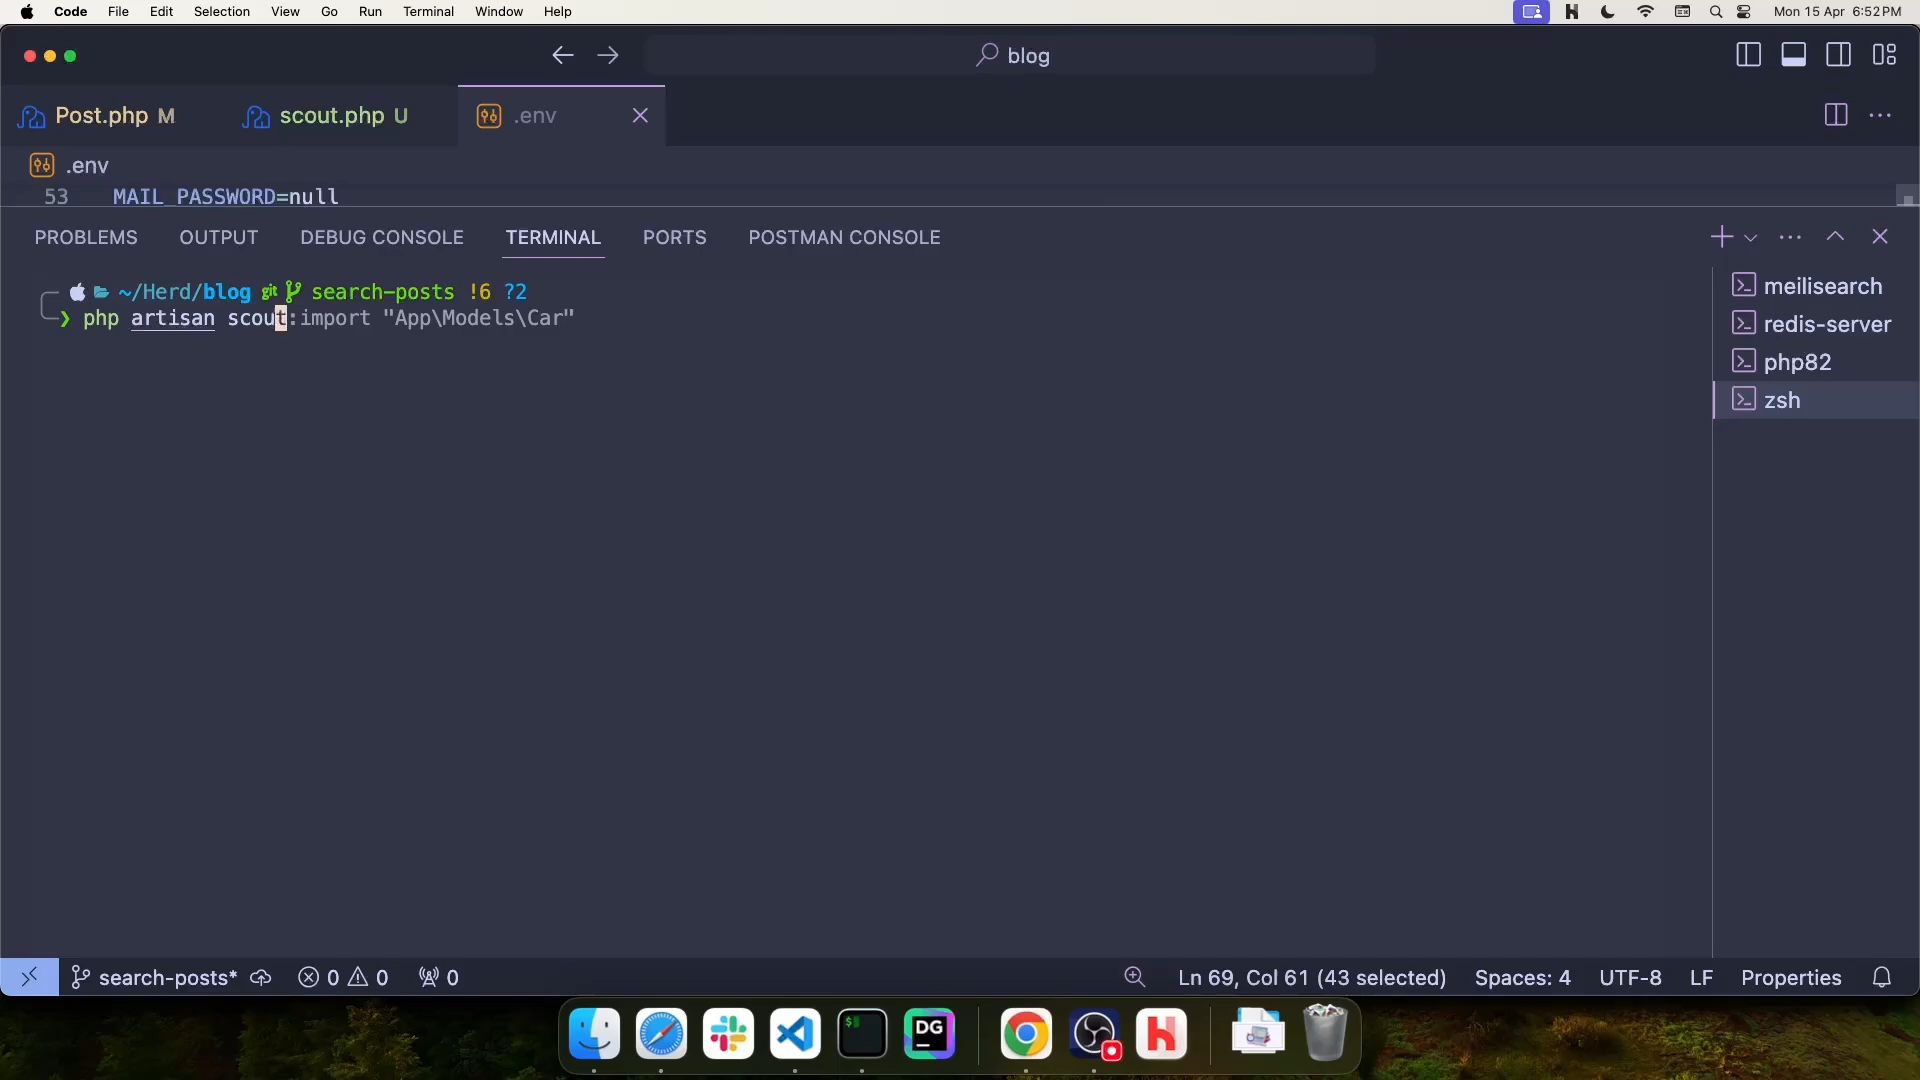 Code File Edit Selection View Go Run Terminal Window Help Mon 15 Apr 6:52 PM
blog
Post.php M scout.php U .env
.env
53 MAIL_PASSWORD=null
PROBLEMS OUTPUT DEBUG CONSOLE TERMINAL PORTS POSTMAN CONSOLE
~/Herd/blog git search-posts !6 ?2
❯ php artisan scout:import "App\Models\Car"
meilisearch
redis-server
php82
zsh
search-posts* 0 0 0 Ln 69, Col 61 (43 selected) Spaces: 4 UTF-8 LF Properties
$ DG